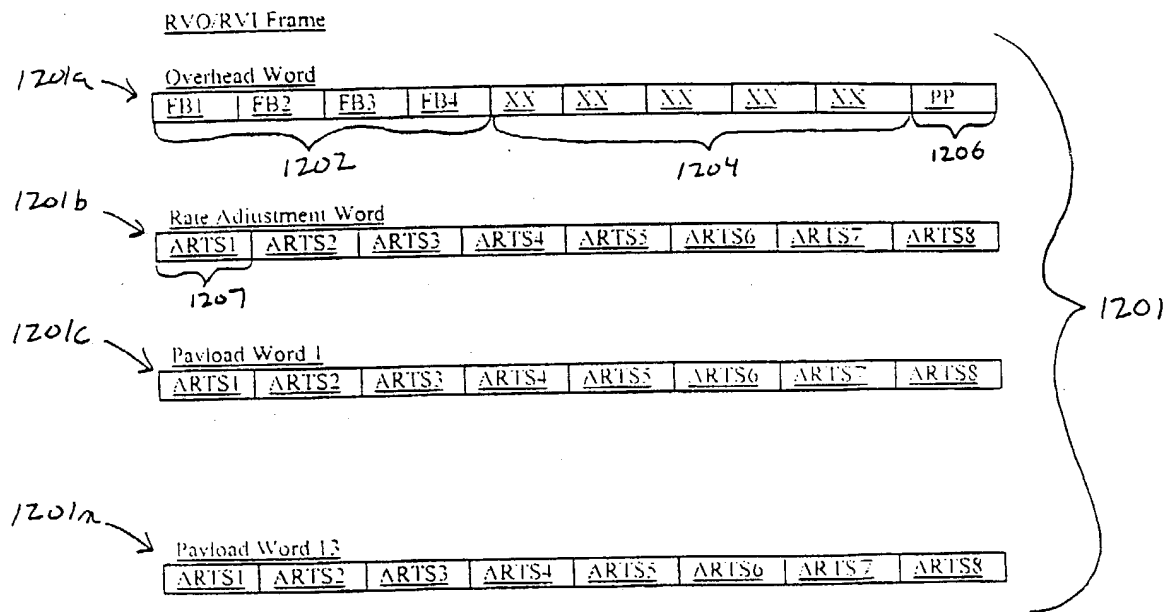 RVO/RVI Frame
1201a
Overhead Word
FB1 FB2 FB3 FB4 XX XX XX XX XX PP
1202 1204 1206
1201b
Rate Adjustment Word
ARTS1 ARTS2 ARTS3 ARTS4 ARTS5 ARTS6 ARTS7 ARTS8
1207
1201
1201c
Payload Word 1
ARTS1 ARTS2 ARTS3 ARTS4 ARTS5 ARTS6 ARTS7 ARTS8
1201n
Payload Word 13
ARTS1 ARTS2 ARTS3 ARTS4 ARTS5 ARTS6 ARTS7 ARTS8